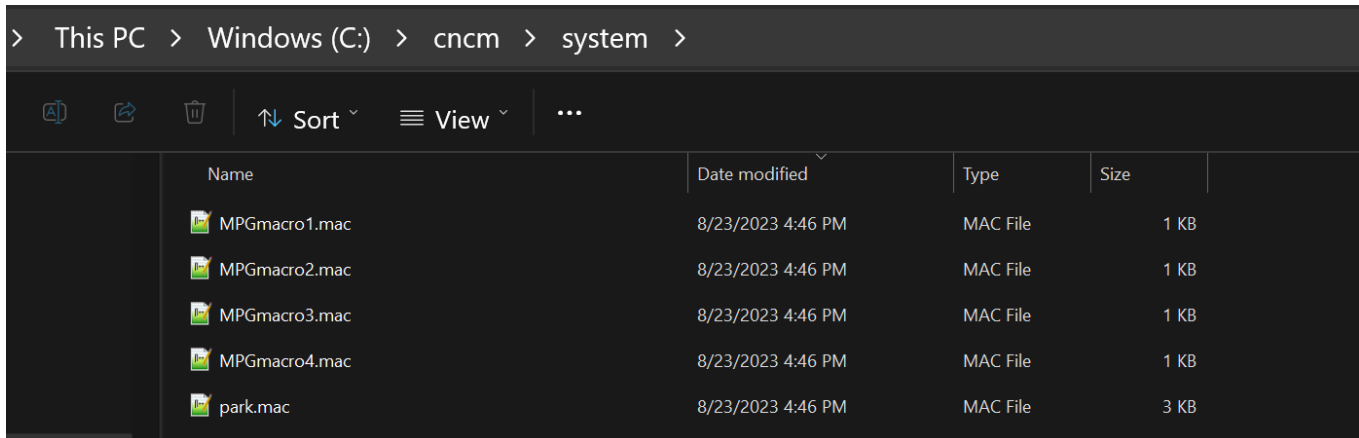 > This PC > Windows (C:) > cncm > system >
Sort View ...
Name Date modified Type Size
MPGmacro1.mac 8/23/2023 4:46 PM MAC File 1 KB
MPGmacro2.mac 8/23/2023 4:46 PM MAC File 1 KB
MPGmacro3.mac 8/23/2023 4:46 PM MAC File 1 KB
MPGmacro4.mac 8/23/2023 4:46 PM MAC File 1 KB
park.mac 8/23/2023 4:46 PM MAC File 3 KB